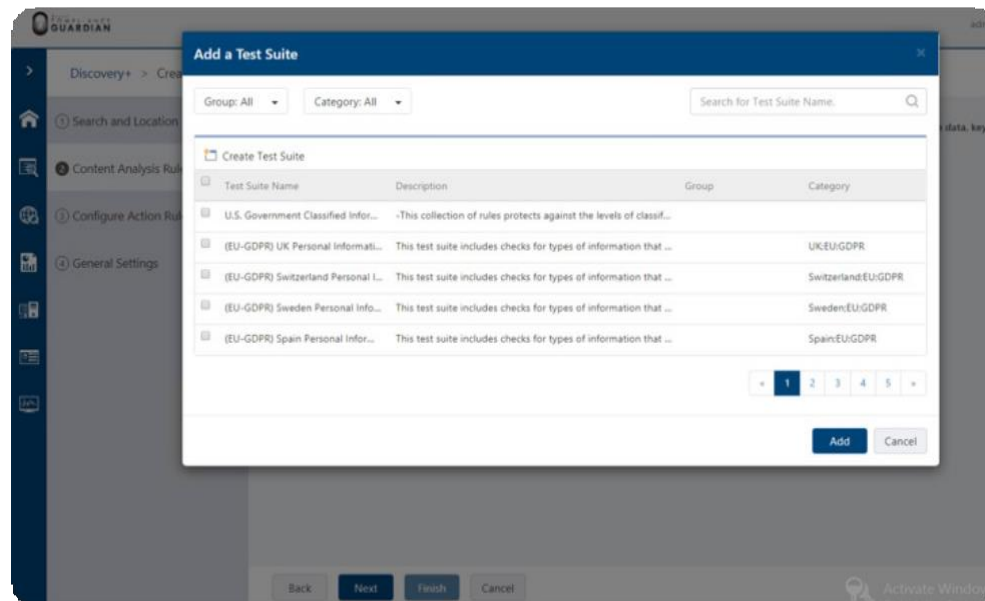 COMPLIANCE
GUARDIAN
Discovery+ > Crea
Add a Test Suite
Group: All
Category: All
Search for Test Suite Name.
① Search and Location
❷ Content Analysis Rul
③ Configure Action Rul
④ General Settings
Create Test Suite
Test Suite Name Description Group Category
U.S. Government Classified Infor... -This collection of rules protects against the levels of classif...
(EU-GDPR) UK Personal Informati... This test suite includes checks for types of information that ... UK;EU;GDPR
(EU-GDPR) Switzerland Personal I... This test suite includes checks for types of information that ... Switzerland;EU;GDPR
(EU-GDPR) Sweden Personal Info... This test suite includes checks for types of information that ... Sweden;EU;GDPR
(EU-GDPR) Spain Personal Infor... This test suite includes checks for types of information that ... Spain;EU;GDPR
« 1 2 3 4 5 »
Add Cancel
data, key
Back Next Finish Cancel
Activate Window